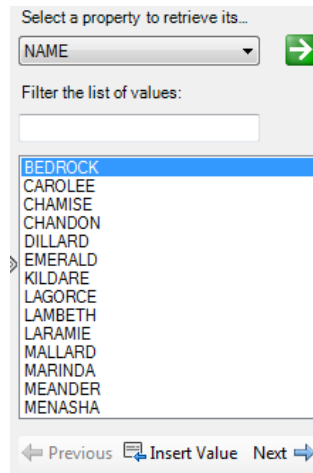 Select a property to retrieve its...
NAME
Filter the list of values:
BEDROCK
CAROLEE
CHAMISE
CHANDON
DILLARD
EMERALD
KILDARE
LAGORCE
LAMBETH
LARAMIE
MALLARD
MARINDA
MEANDER
MENASHA
Previous Insert Value Next